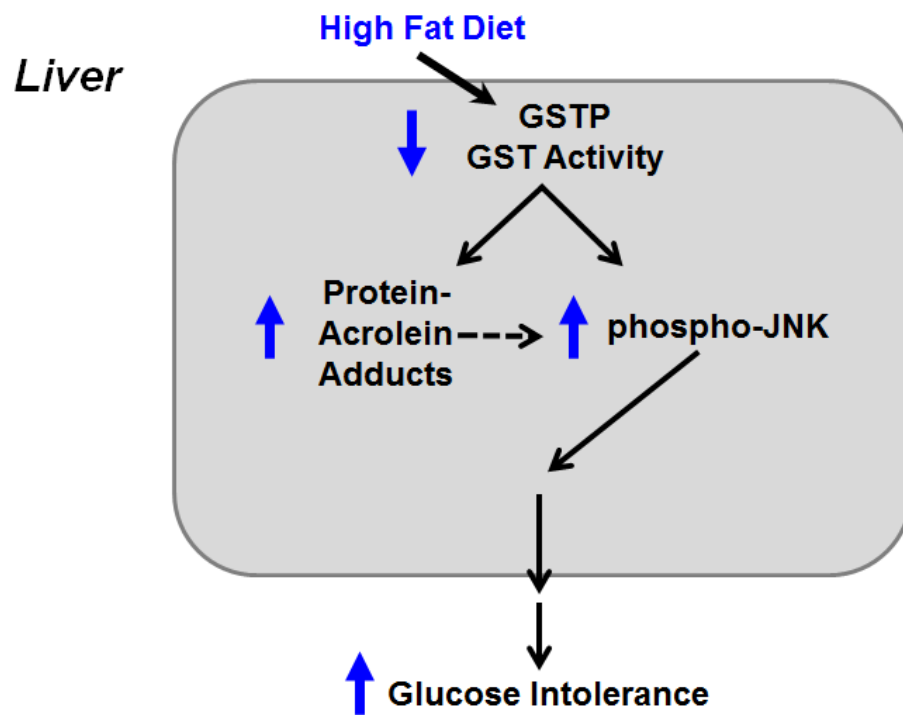 High Fat Diet
Liver
GSTP
GST Activity
Protein-
Acrolein
Adducts
phospho-JNK
Glucose Intolerance